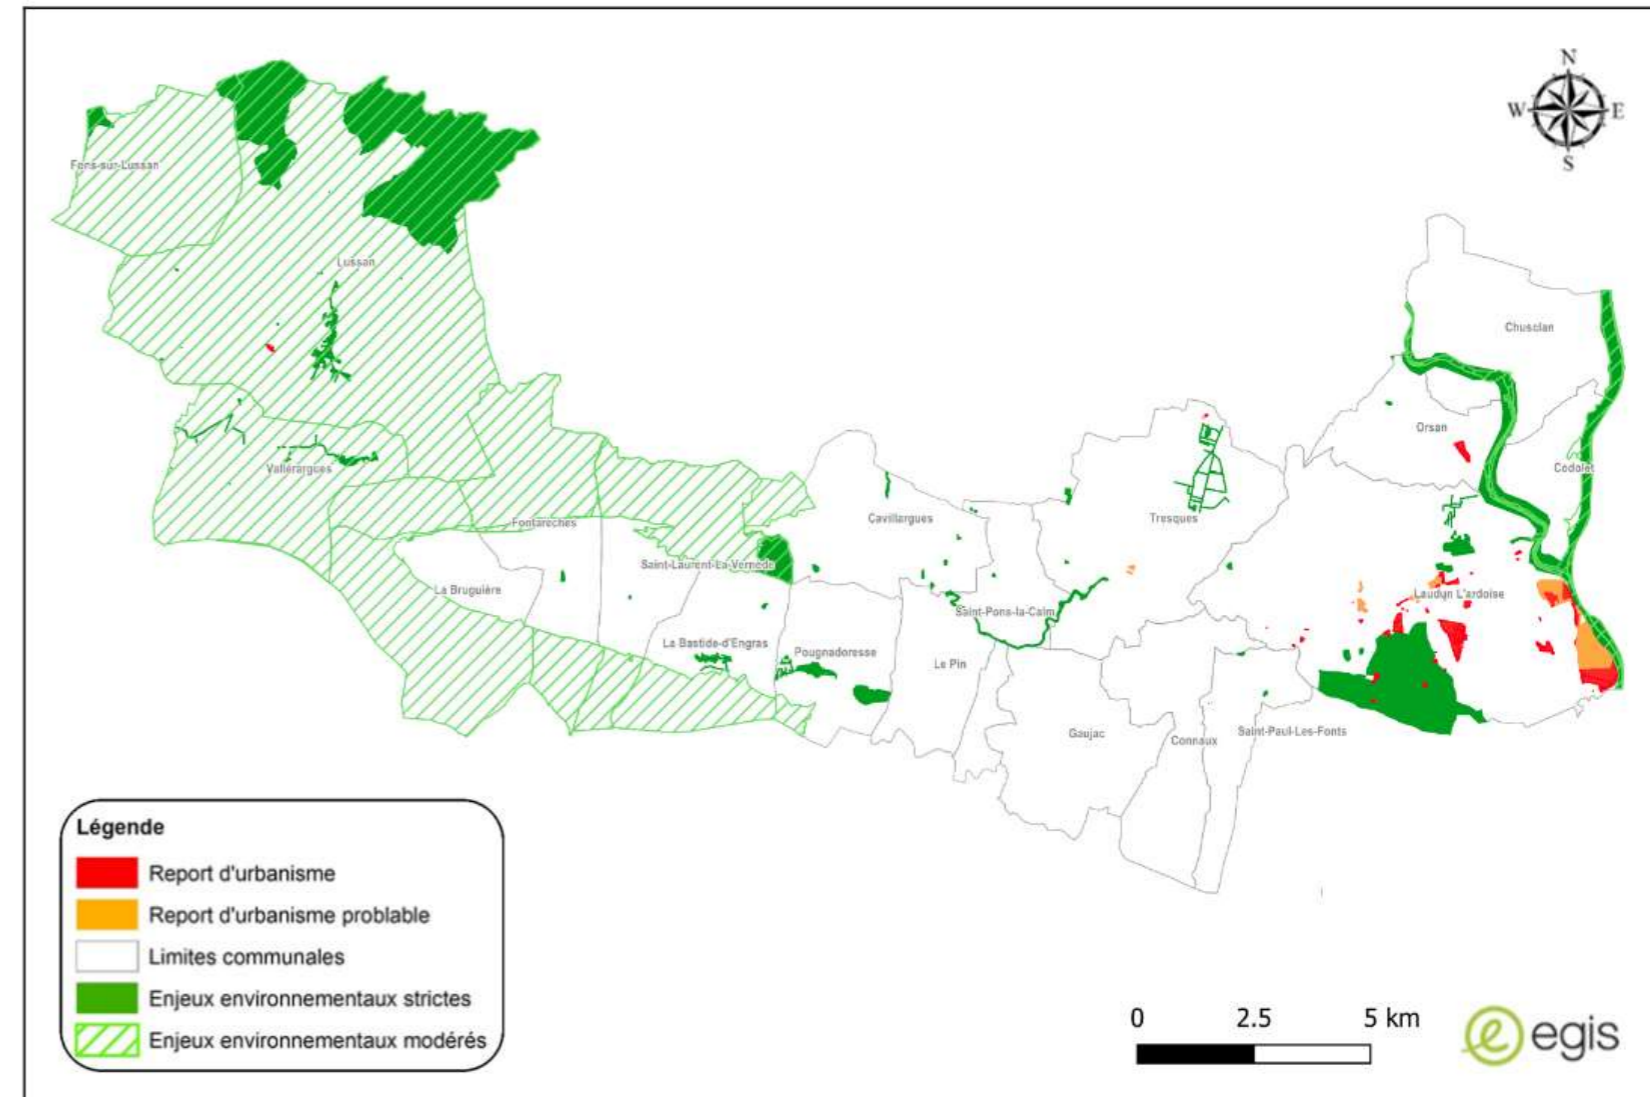 N
W
E
S
Fons-sur-Lussan
Lussan
Chusclan
Orsan
Codolet
Vallérargues
Cavillargues
Tresques
Fontarèches
Saint-Laurent-La-Vernède
La Bruguière
Laudun L'ardoise
Saint-Pons-la-Calm
La Bastide-d'Engras
Pougnadoresse
Le Pin
Gaujac
Connaux
Saint-Paul-Les-Fonts
Légende
Report d'urbanisme
Report d'urbanisme problable
Limites communales
Enjeux environnementaux strictes
Enjeux environnementaux modérés
0 2.5 5 km
e egis